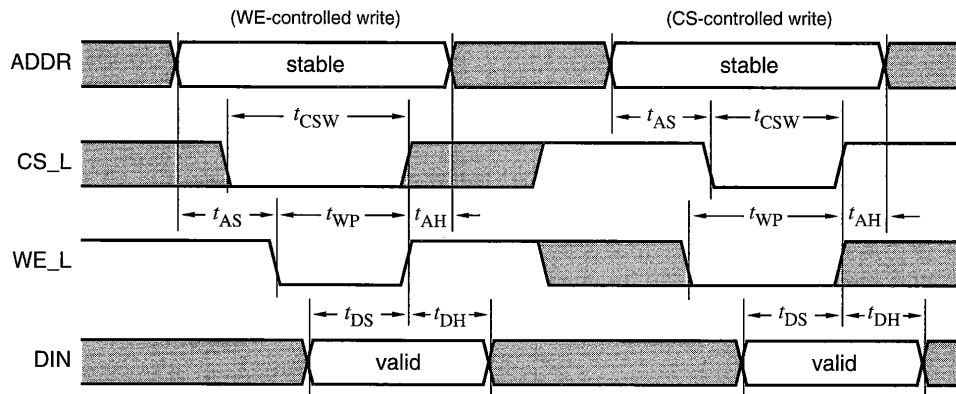 (WE-controlled write) (CS-controlled write)
ADDR stable stable
t_CSW t_AS t_CSW
CS_L
t_AS t_WP t_AH t_WP t_AH
WE_L
t_DS t_DH t_DS t_DH
DIN valid valid